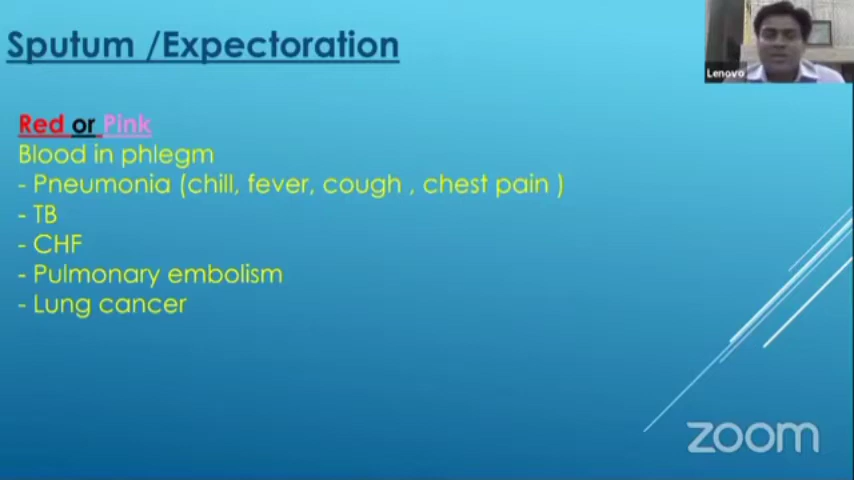 Sputum /Expectoration
Lenovo
Red or Pink
Blood in phlegm
- Pneumonia (chill, fever, cough , chest pain )
- TB
- CHF
- Pulmonary embolism
- Lung cancer
zoom